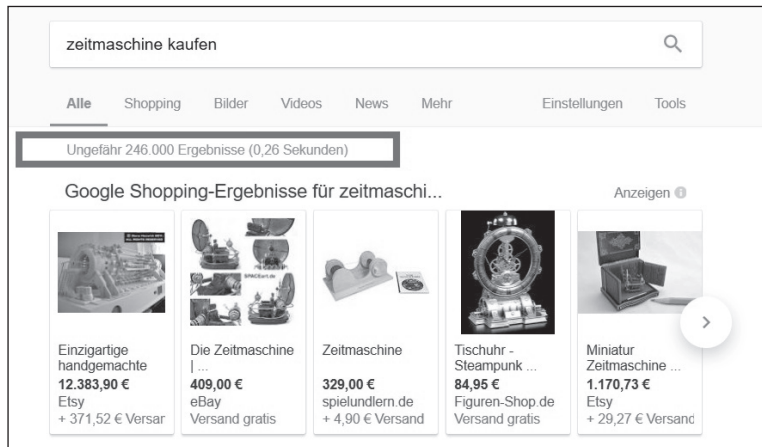 zeitmaschine kaufen
Alle Shopping Bilder Videos News Mehr Einstellungen Tools
Ungefähr 246.000 Ergebnisse (0,26 Sekunden)
Google Shopping-Ergebnisse für zeitmaschi... Anzeigen
Einzigartige
handgemachte
12.383,90 €
Etsy
+ 371,52 € Versar
Die Zeitmaschine
| ...
409,00 €
eBay
Versand gratis
Zeitmaschine
329,00 €
spielundlern.de
+ 4,90 € Versand
Tischuhr -
Steampunk ...
84,95 €
Figuren-Shop.de
Versand gratis
Miniatur
Zeitmaschine ...
1.170,73 €
Etsy
+ 29,27 € Versand
SPACEart.de